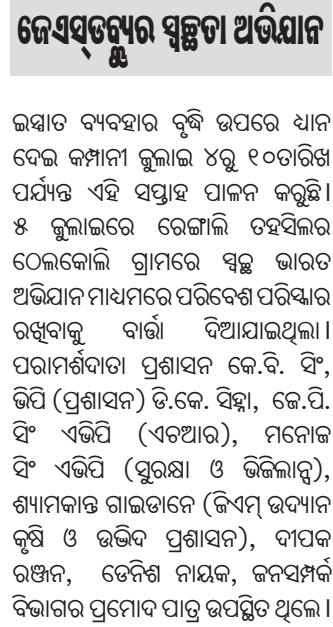 ଜେଏସ୍‌ଡବ୍ଲ୍ୟୁର ସ୍ୱଚ୍ଛତା ଅଭିଯାନ
ଇସ୍ପାତ ବ୍ୟବହାର ବୃଦ୍ଧି ଉପରେ ଧ୍ୟାନ
ଦେଇ କମ୍ପାନୀ ଜୁଲାଇ ୪ରୁ ୧୦ତାରିଖ
ପର୍ଯ୍ୟନ୍ତ ଏହି ସପ୍ତାହ ପାଳନ କରୁଛି।
୫ ଜୁଲାଇରେ ରେଙ୍ଗାଲି ତହସିଲର
ଠେଲକୋଲି ଗ୍ରାମରେ ସ୍ୱଚ୍ଛ ଭାରତ
ଅଭିଯାନ ମାଧ୍ୟମରେ ପରିବେଶ ପରିଷ୍କାର
ରଖିବାକୁ ବାର୍ତ୍ତା ଦିଆଯାଇଥିଲା।
ପରାମର୍ଶଦାତା ପ୍ରଶାସନ କେ.ବି. ସିଂ,
ଭିପି (ପ୍ରଶାସନ) ଡି.କେ. ସିହ୍ନା, ଜେ.ପି.
ସିଂ ଏଭିପି (ଏଚଆର), ମନୋଜ
ସିଂ ଏଭିପି (ସୁରକ୍ଷା ଓ ଭିଜିଲାନ୍ସ),
ଶ୍ୟାମକାନ୍ତ ଗାଇଡାନେ (ଜିଏମ୍ ଉଦ୍ୟାନ
କୃଷି ଓ ଉଦ୍ଭିଦ ପ୍ରଶାସନ), ଦୀପକ
ରଞ୍ଜନ, ଡେନିଶ ନାୟକ, ଜନସମ୍ପର୍କ
ବିଭାଗର ପ୍ରମୋଦ ପାତ୍ର ଉପସ୍ଥିତ ଥିଲେ।